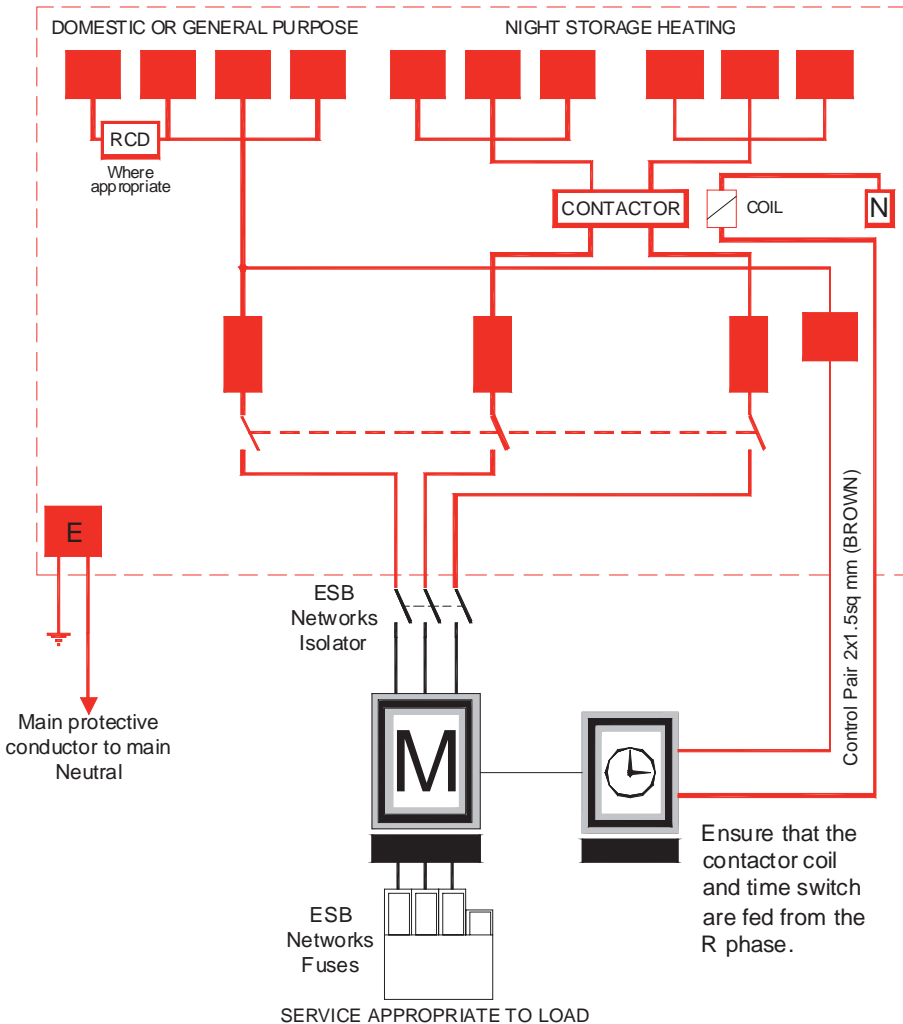 DOMESTIC OR GENERAL PURPOSE
NIGHT STORAGE HEATING
RCD
Where
appropriate
CONTACTOR
COIL
N
E
Control Pair 2x1.5sq mm (BROWN)
ESB
Networks
Isolator
Main protective
conductor to main
Neutral
M
Ensure that the
contactor coil
and time switch
are fed from the
R phase.
ESB
Networks
Fuses
SERVICE APPROPRIATE TO LOAD